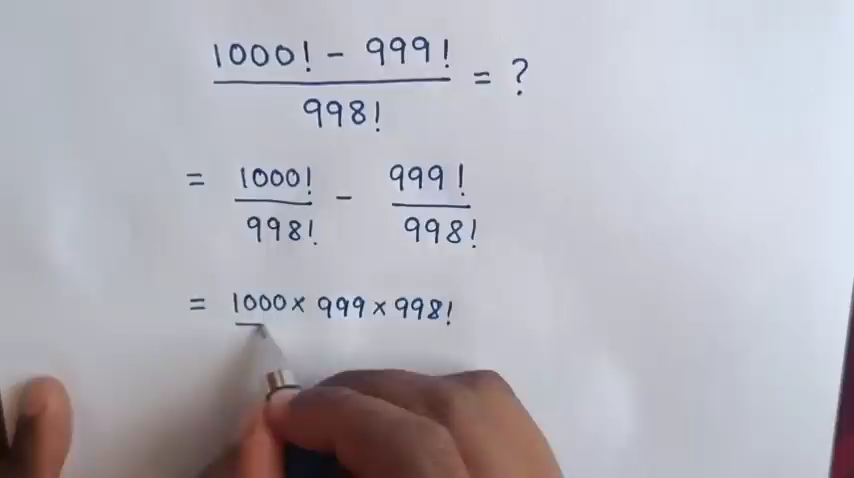 1000! - 999!
998!
= ?
= 1000! - 999!
998! 998!
= 1000 × 999 × 998!